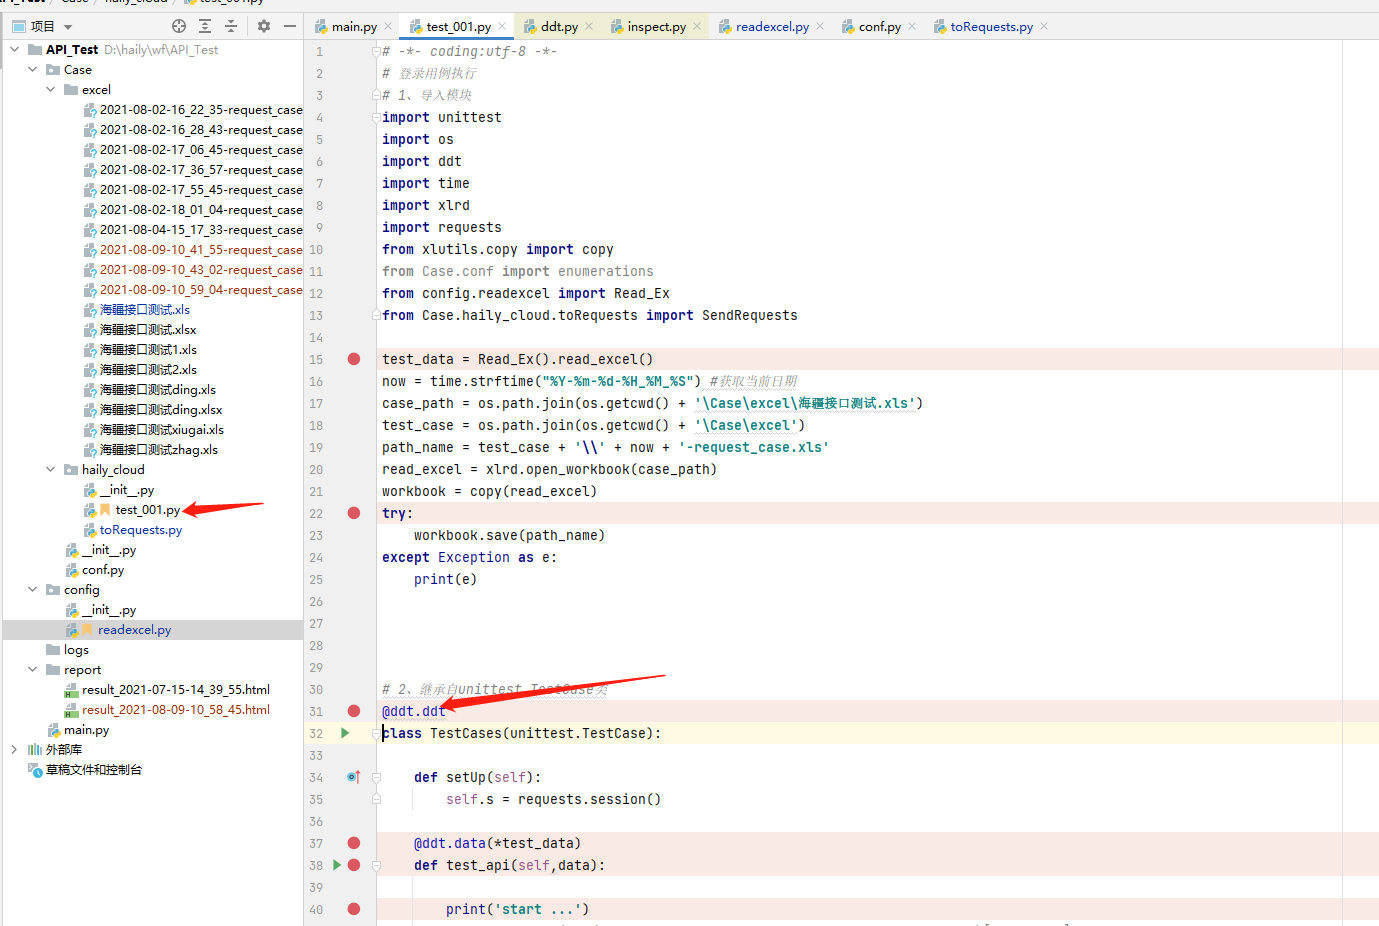 API_Test
Case
haily_cloud
test_001.py
项目
main.py
test_001.py
ddt.py
inspect.py
readexcel.py
conf.py
toRequests.py
API_Test D:\haily\wf\API_Test
Case
excel
2021-08-02-16_22_35-request_case
2021-08-02-16_28_43-request_case
2021-08-02-17_06_45-request_case
2021-08-02-17_36_57-request_case
2021-08-02-17_55_45-request_case
2021-08-02-18_01_04-request_case
2021-08-04-15_17_33-request_case
2021-08-09-10_41_55-request_case
2021-08-09-10_43_02-request_case
2021-08-09-10_59_04-request_case
海疆接口测试.xls
海疆接口测试.xlsx
海疆接口测试1.xls
海疆接口测试2.xls
海疆接口测试ding.xls
海疆接口测试ding.xlsx
海疆接口测试xiugai.xls
海疆接口测试zhag.xls
haily_cloud
__init__.py
test_001.py
toRequests.py
__init__.py
conf.py
config
__init__.py
readexcel.py
logs
report
result_2021-07-15-14_39_55.html
result_2021-08-09-10_58_45.html
main.py
外部库
草稿文件和控制台
1 # -*- coding:utf-8 -*-
2 # 登录用例执行
3 # 1、导入模块
4 import unittest
5 import os
6 import ddt
7 import time
8 import xlrd
9 import requests
10 from xlutils.copy import copy
11 from Case.conf import enumerations
12 from config.readexcel import Read_Ex
13 from Case.haily_cloud.toRequests import SendRequests
14
15 test_data = Read_Ex().read_excel()
16 now = time.strftime("%Y-%m-%d-%H_%M_%S") #获取当前日期
17 case_path = os.path.join(os.getcwd() + '\Case\excel\海疆接口测试.xls')
18 test_case = os.path.join(os.getcwd() + '\Case\excel')
19 path_name = test_case + '\\' + now + '-request_case.xls'
20 read_excel = xlrd.open_workbook(case_path)
21 workbook = copy(read_excel)
22 try:
23 workbook.save(path_name)
24 except Exception as e:
25 print(e)
26
27
28
29
30 # 2、继承自unittest.TestCase类
31 @ddt.ddt
32 class TestCases(unittest.TestCase):
33
34 def setUp(self):
35 self.s = requests.session()
36
37 @ddt.data(*test_data)
38 def test_api(self,data):
39
40 print('start ...')